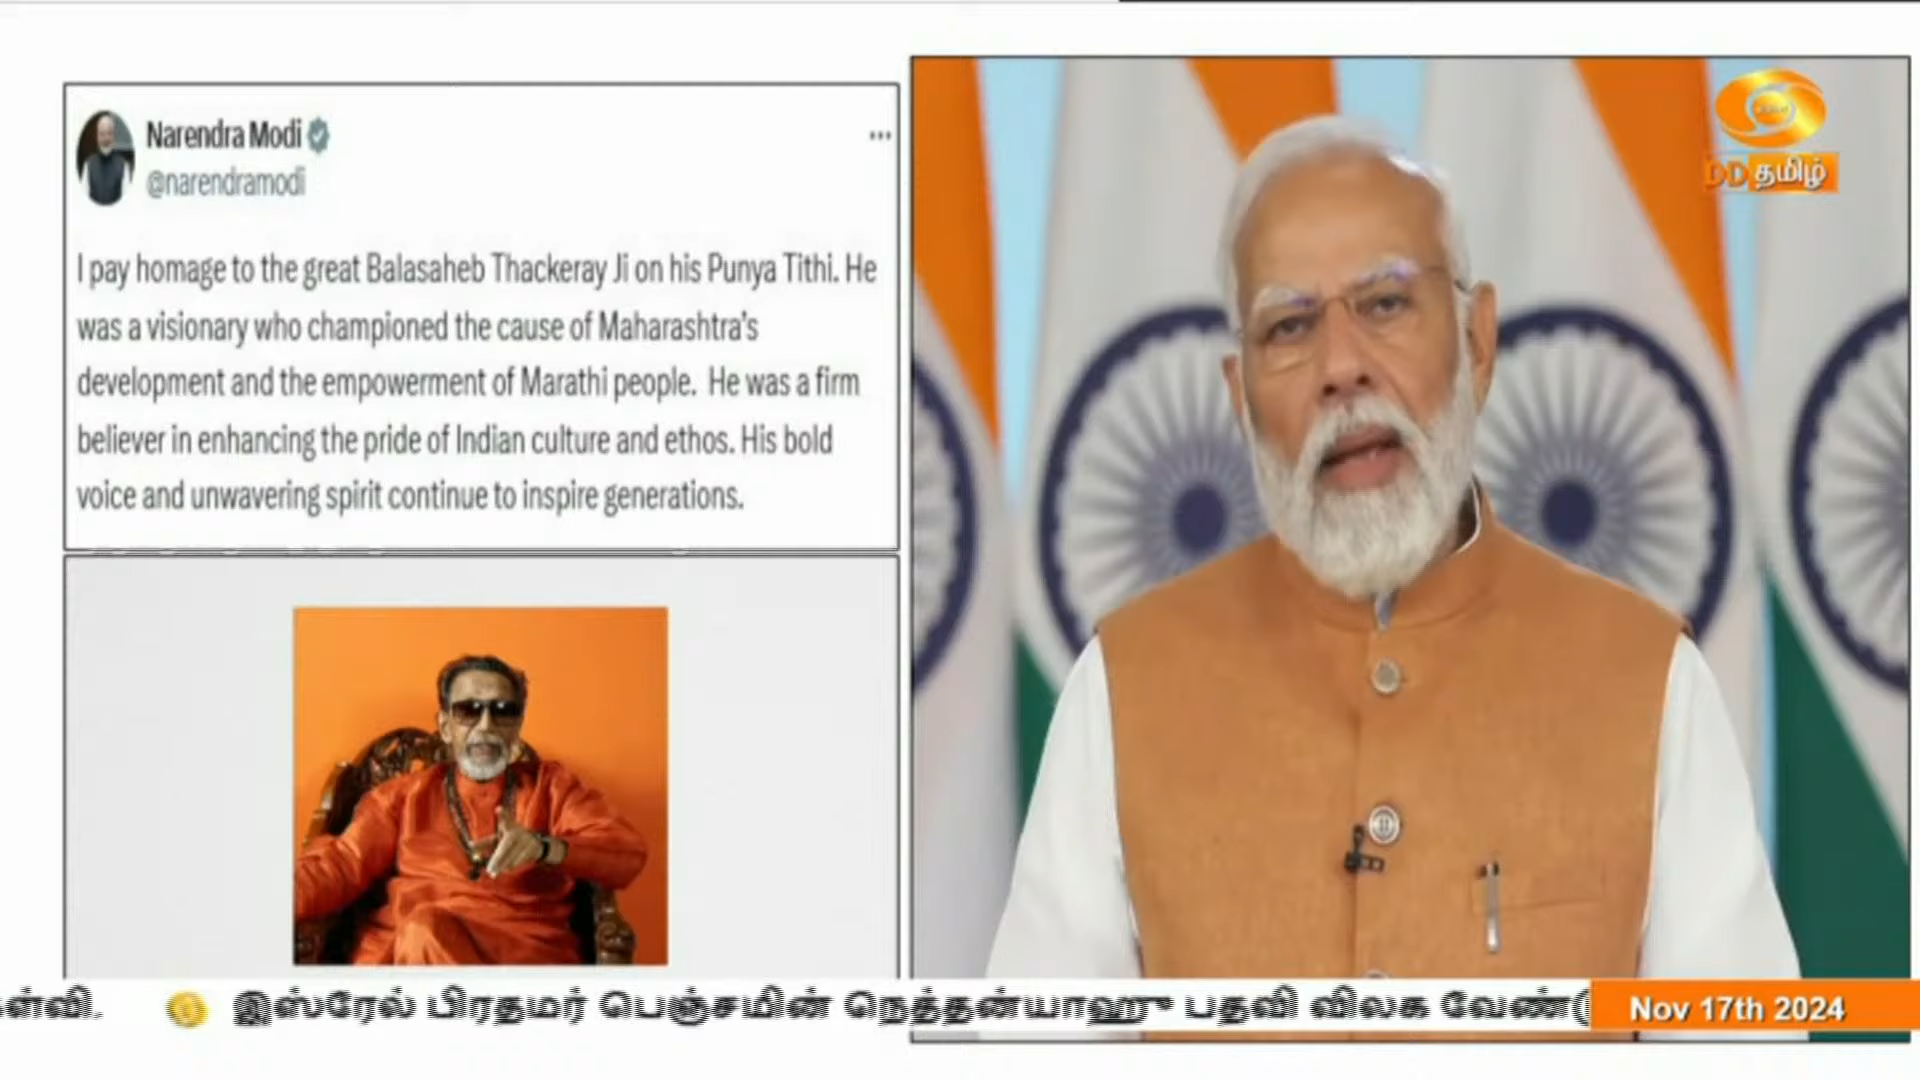 Narendra Modi
@narendramodi
I pay homage to the great Balasaheb Thackeray Ji on his Punya Tithi. He
was a visionary who championed the cause of Maharashtra's
development and the empowerment of Marathi people. He was a firm
believer in enhancing the pride of Indian culture and ethos. His bold
voice and unwavering spirit continue to inspire generations.
DD தமிழ்
இஸ்ரேல் பிரதமர் பெஞ்சமின் நெத்தன்யாஹு பதவி விலக
Nov 17th 2024